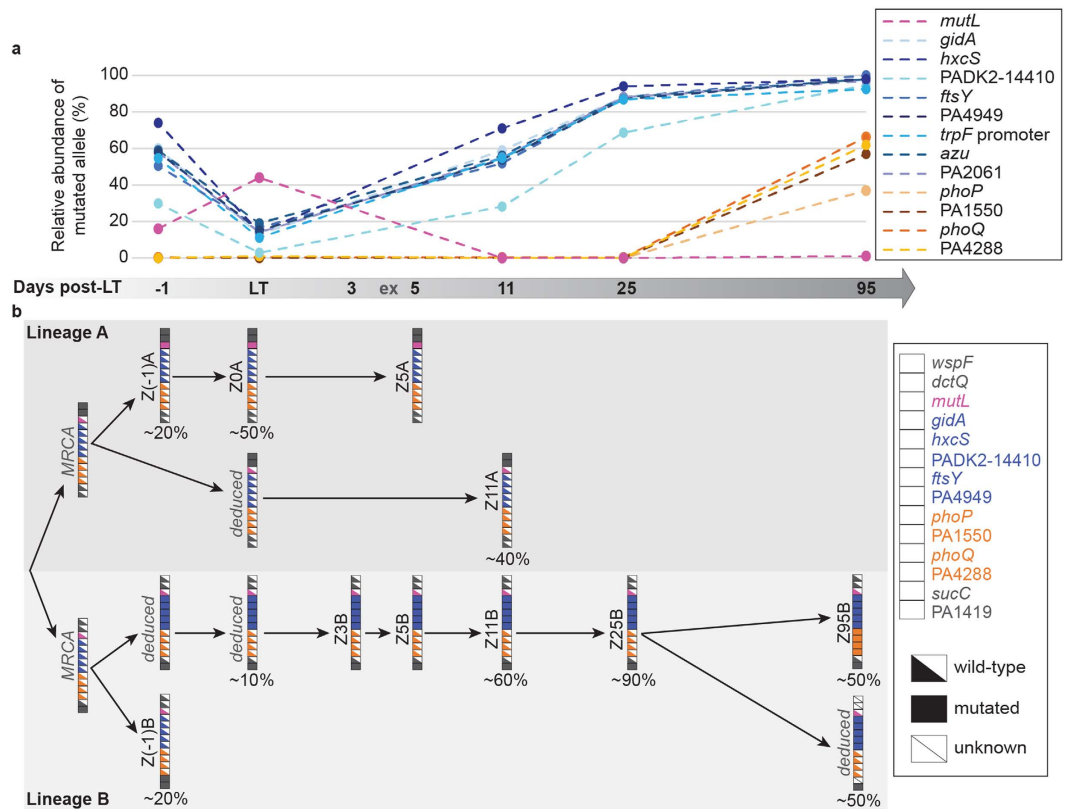 a
Relative abundance of
mutated allele (%)
100
80
60
40
20
0
mutL
gidA
hxcS
PADK2-14410
ftsY
PA4949
trpF promoter
azu
PA2061
phoP
PA1550
phoQ
PA4288
Days post-LT -1 LT 3 ex 5 11 25 95
b
Lineage A
MRCA
Z(-1)A
~20%
Z0A
~50%
Z5A
deduced
Z11A
~40%
MRCA
deduced
deduced
~10%
Z3B
Z5B
Z11B
~60%
Z25B
~90%
Z95B
~50%
Z(-1)B
~20%
deduced
~50%
Lineage B
wspF
dctQ
mutL
gidA
hxcS
PADK2-14410
ftsY
PA4949
phoP
PA1550
phoQ
PA4288
sucC
PA1419
wild-type
mutated
unknown